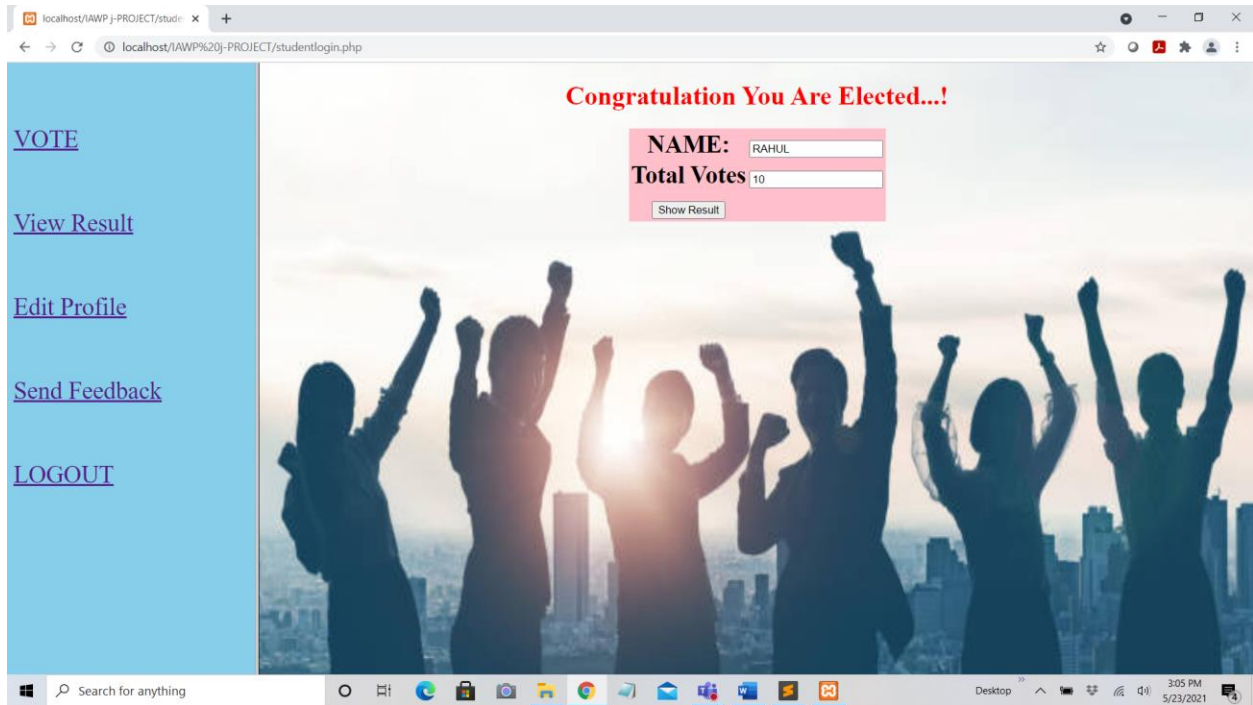 localhost/IAWP j-PROJECT/stude
localhost/IAWP%20j-PROJECT/studentlogin.php
VOTE
View Result
Edit Profile
Send Feedback
LOGOUT
Congratulation You Are Elected...!
NAME: RAHUL
Total Votes 10
Show Result
Search for anything
Desktop
3:05 PM
5/23/2021
4